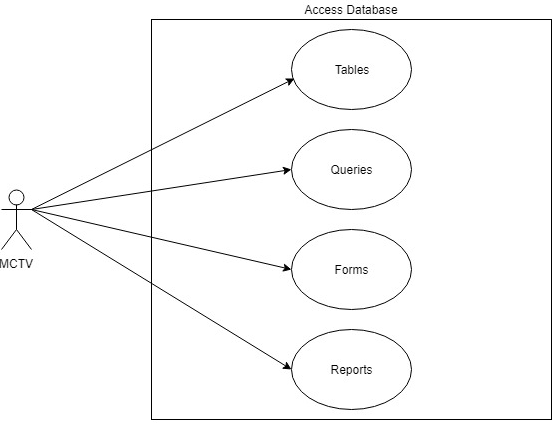 Access Database
Tables
Queries
MCTV
Forms
Reports